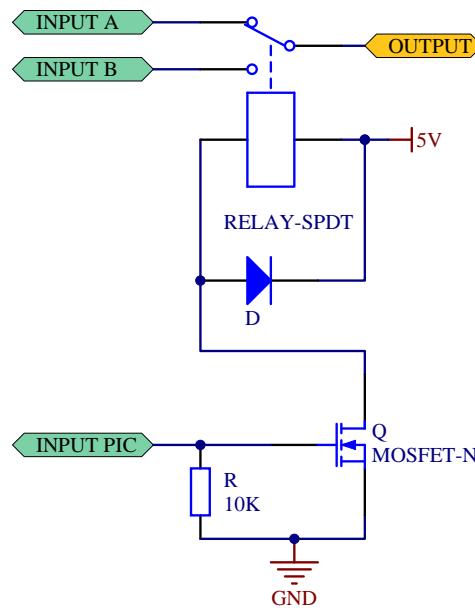 INPUT A
INPUT B
OUTPUT
5V
RELAY-SPDT
D
INPUT PIC
Q
MOSFET-N
R
10K
GND